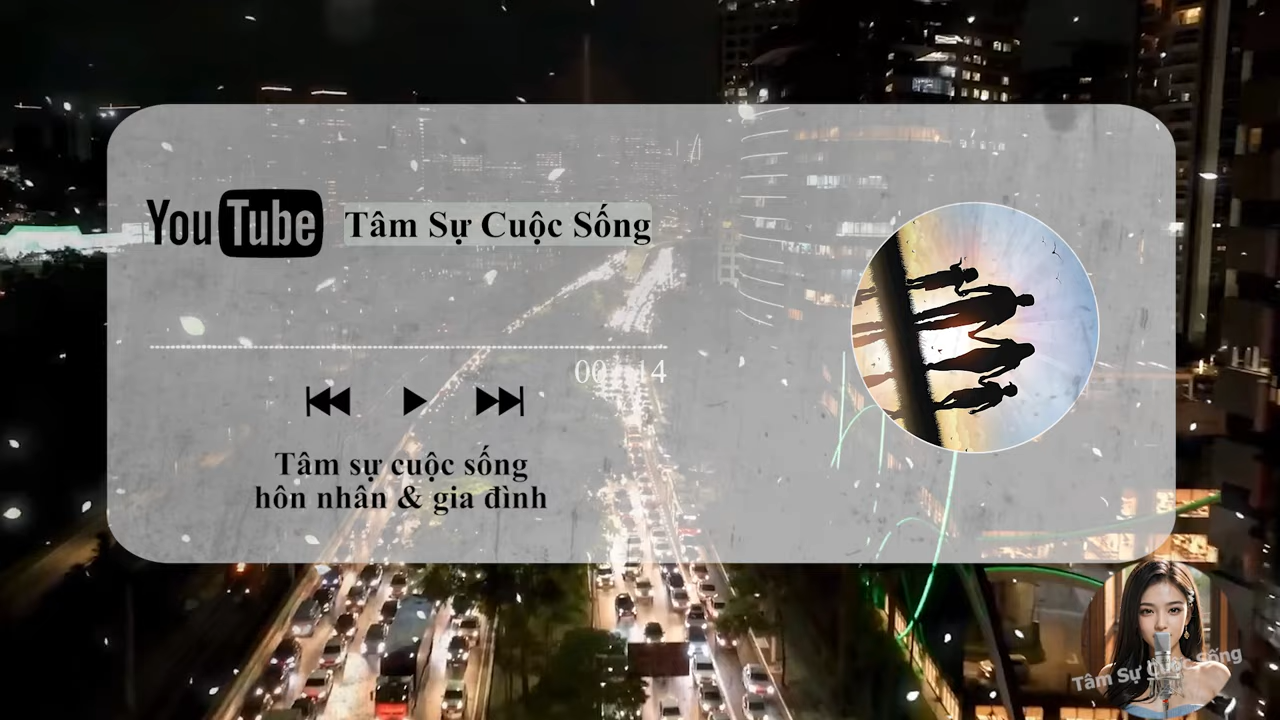 YouTube
Tâm Sự Cuộc Sống
Tâm sự cuộc sống
hôn nhân & gia đình
Tâm Sự Cuộc Sống